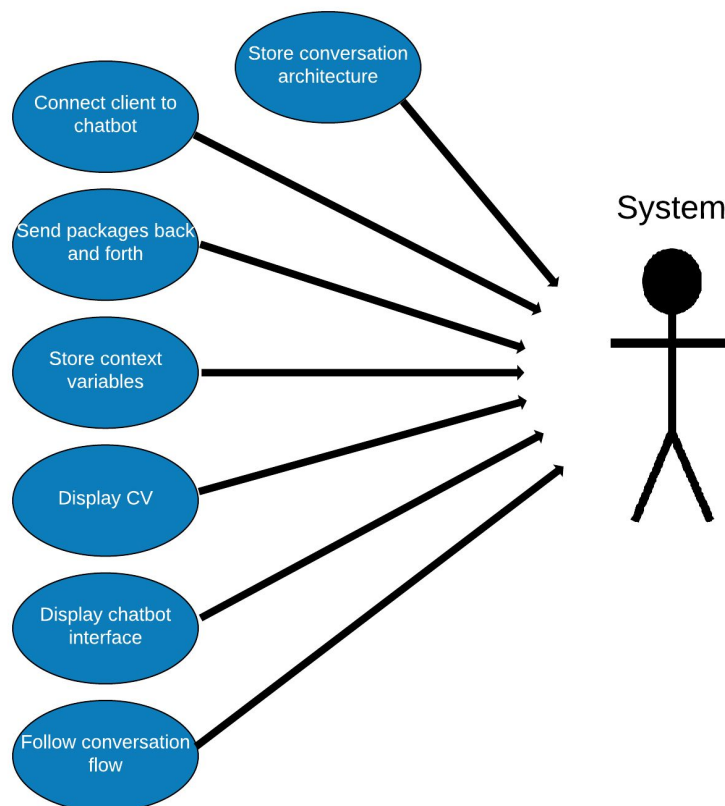 Store conversation
architecture
Connect client to
chatbot
Send packages back
and forth
Store context
variables
Display CV
Display chatbot
interface
Follow conversation
flow
System